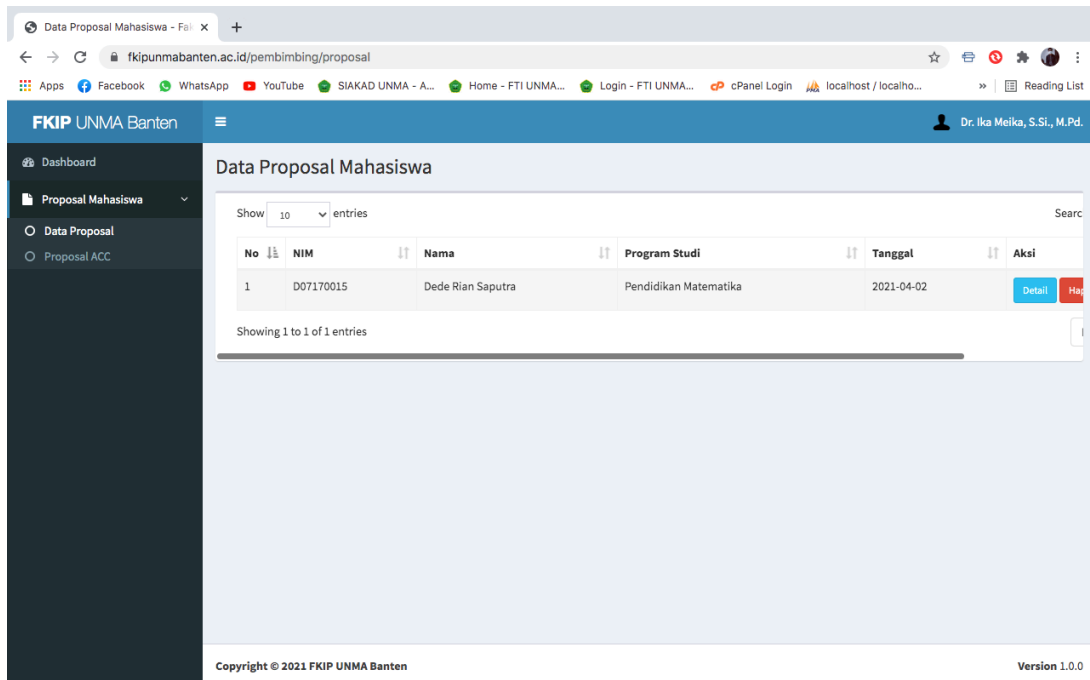 Data Proposal Mahasiswa - Fak
fkipunmabanten.ac.id/pembimbing/proposal
Apps Facebook WhatsApp YouTube SIAKAD UNMA - A... Home - FTI UNMA... Login - FTI UNMA... cPanel Login localhost / localho... » Reading List
FKIP UNMA Banten Dr. Ika Meika, S.Si., M.Pd.
Dashboard
Proposal Mahasiswa
Data Proposal
Proposal ACC
Data Proposal Mahasiswa
Show 10 entries Searc
No NIM Nama Program Studi Tanggal Aksi
1 D07170015 Dede Rian Saputra Pendidikan Matematika 2021-04-02 Detail Hap
Showing 1 to 1 of 1 entries
Copyright © 2021 FKIP UNMA Banten Version 1.0.0